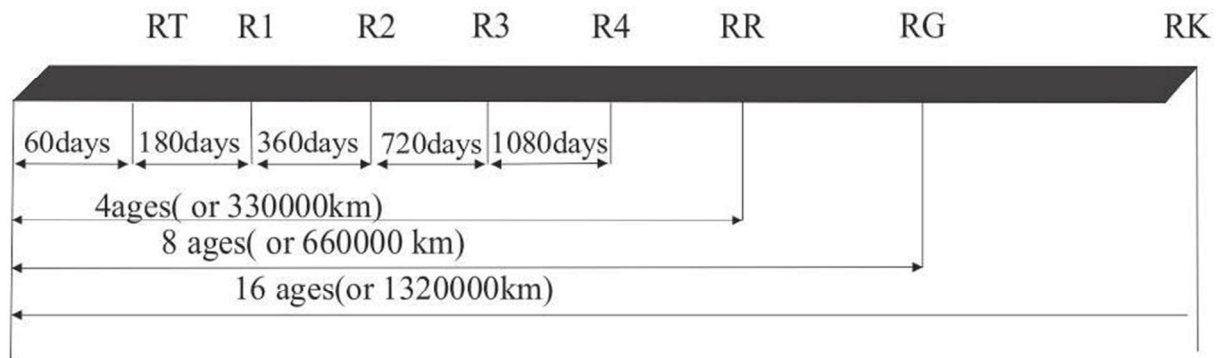 RT R1 R2 R3 R4 RR RG RK
60days 180days 360days 720days 1080days
4ages( or 330000km)
8 ages( or 660000 km)
16 ages(or 1320000km)